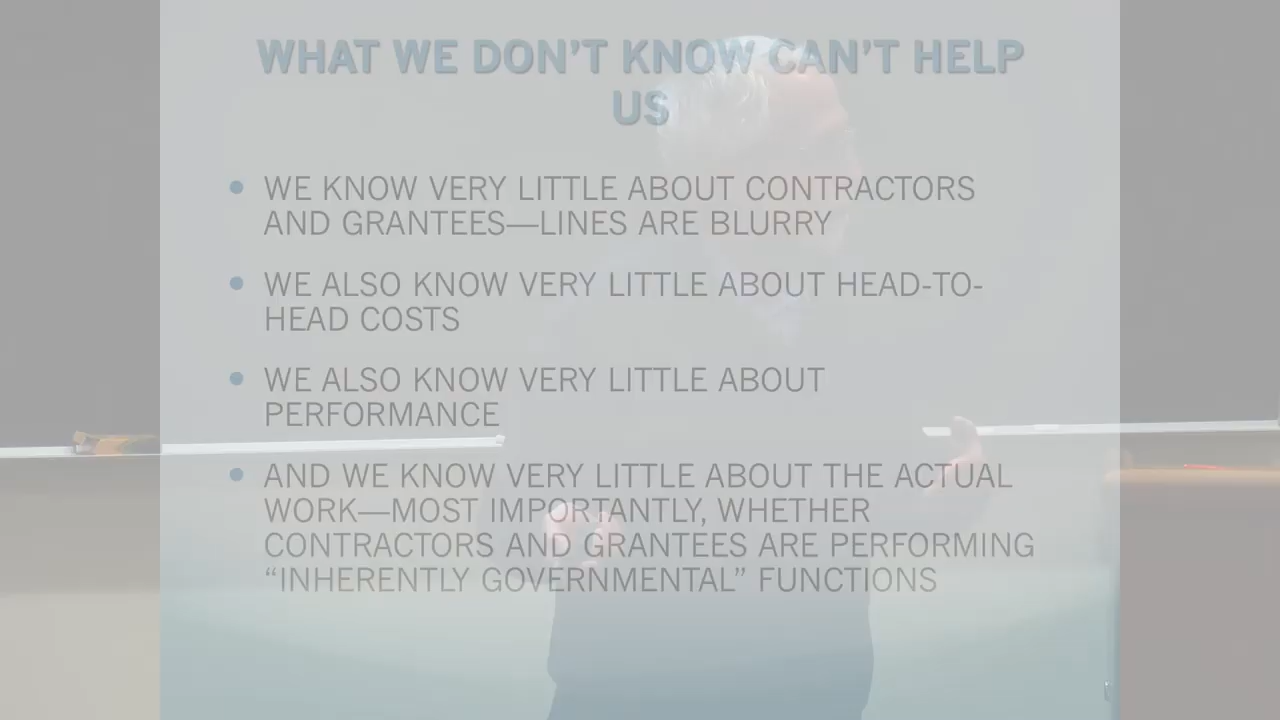 WHAT WE DON’T KNOW CAN’T HELP
US
• WE KNOW VERY LITTLE ABOUT CONTRACTORS
AND GRANTEES—LINES ARE BLURRY
• WE ALSO KNOW VERY LITTLE ABOUT HEAD-TO-
HEAD COSTS
• WE ALSO KNOW VERY LITTLE ABOUT
PERFORMANCE
• AND WE KNOW VERY LITTLE ABOUT THE ACTUAL
WORK—MOST IMPORTANTLY, WHETHER
CONTRACTORS AND GRANTEES ARE PERFORMING
“INHERENTLY GOVERNMENTAL” FUNCTIONS